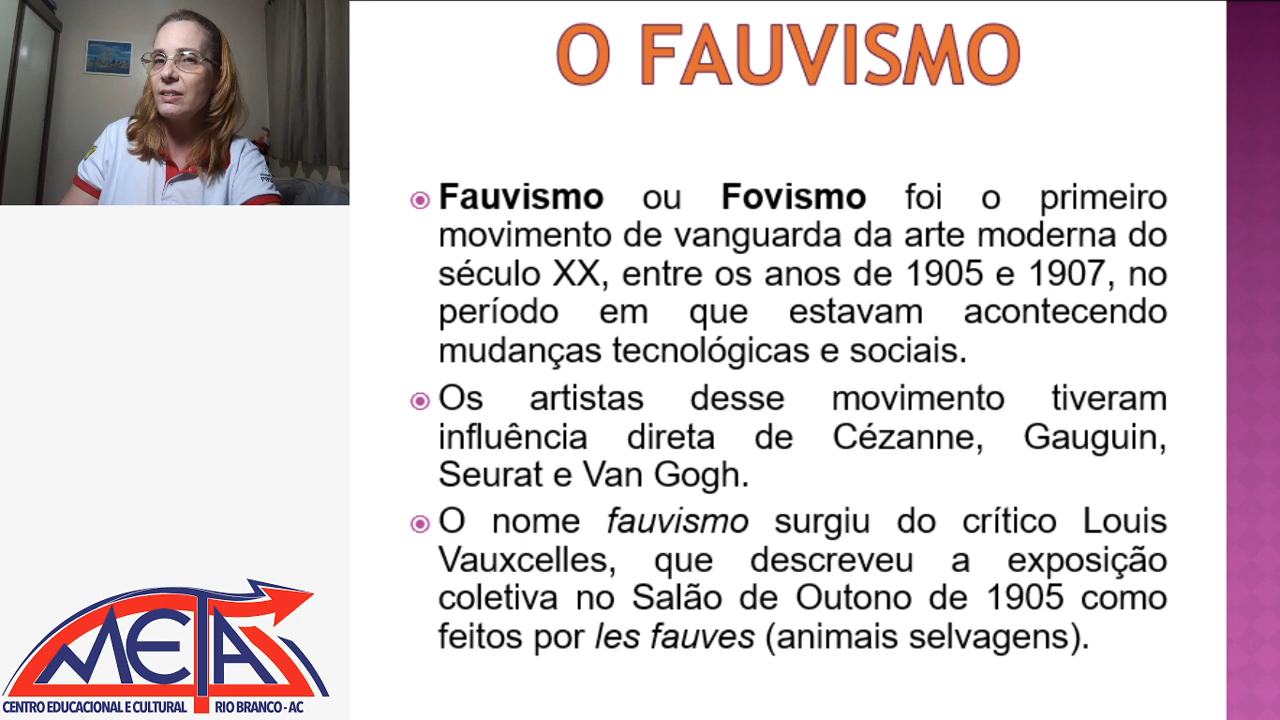 O FAUVISMO
Fauvismo ou Fovismo foi o primeiro
movimento de vanguarda da arte moderna do
século XX, entre os anos de 1905 e 1907, no
período em que estavam acontecendo
mudanças tecnológicas e sociais.
Os artistas desse movimento tiveram
influência direta de Cézanne, Gauguin,
Seurat e Van Gogh.
O nome fauvismo surgiu do crítico Louis
Vauxcelles, que descreveu a exposição
coletiva no Salão de Outono de 1905 como
feitos por les fauves (animais selvagens).
META
CENTRO EDUCACIONAL E CULTURAL RIO BRANCO - AC